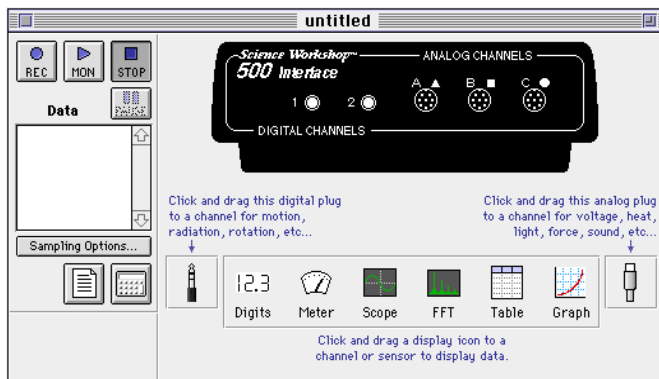 untitled
REC MON STOP
PAUSE
Data
Sampling Options...
Science Workshop™
500 Interface
ANALOG CHANNELS
A B C
1 2
DIGITAL CHANNELS
Click and drag this digital plug
to a channel for motion,
radiation, rotation, etc...
Click and drag this analog plug
to a channel for voltage, heat,
light, force, sound, etc...
12.3
Digits Meter Scope FFT Table Graph
Click and drag a display icon to a
channel or sensor to display data.